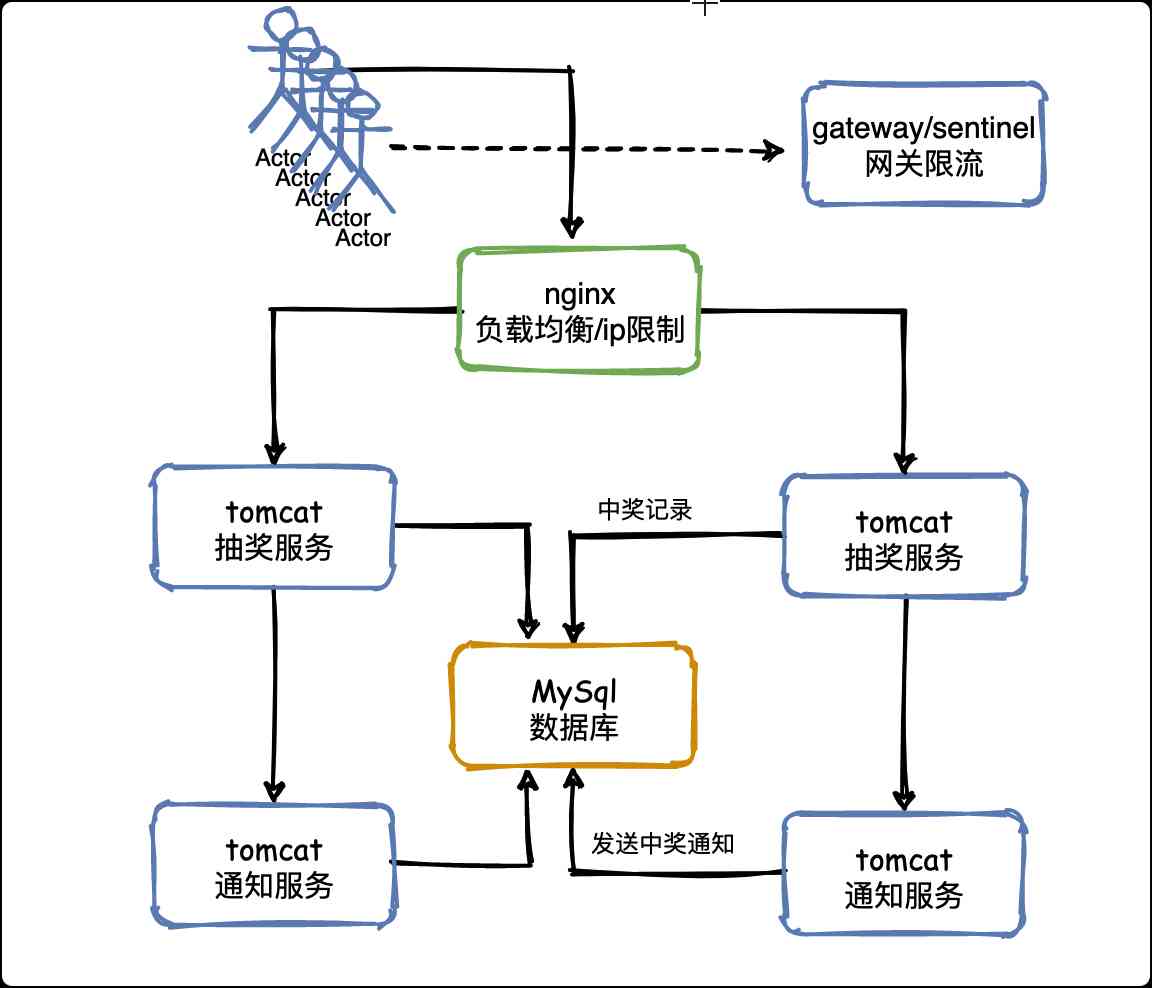 Actor
Actor
Actor
Actor
Actor
gateway/sentinel
网关限流
nginx
负载均衡/ip限制
tomcat
抽奖服务
中奖记录
tomcat
抽奖服务
MySql
数据库
tomcat
通知服务
发送中奖通知
tomcat
通知服务